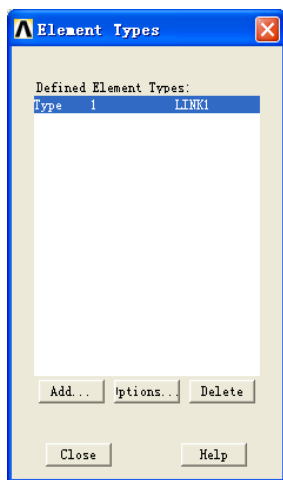 Element Types
Defined Element Types:
Type 1 LINK1
Add... ptions... Delete
Close Help